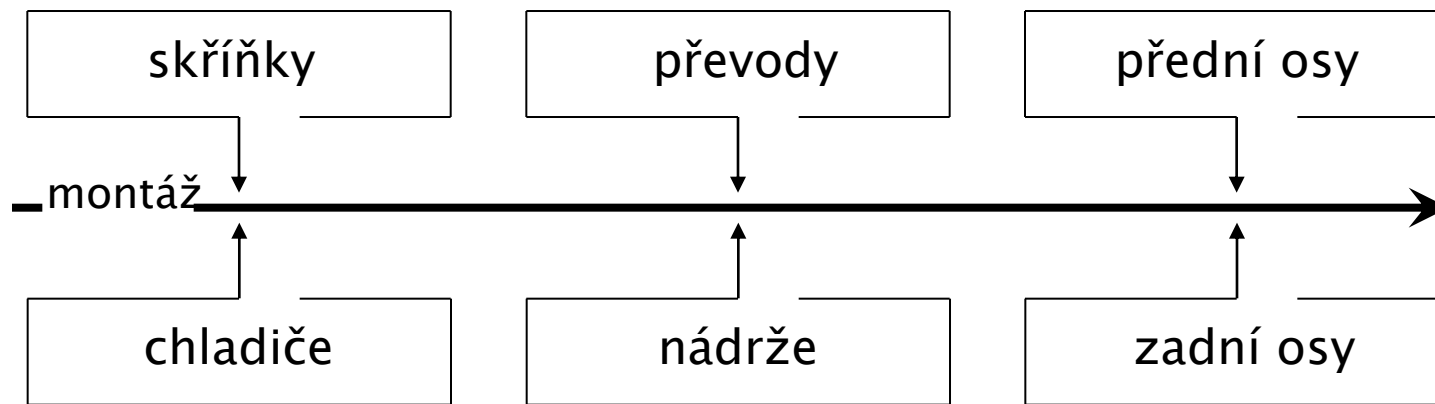 skříňky
převody
přední osy
montáž
chladiče
nádrže
zadní osy